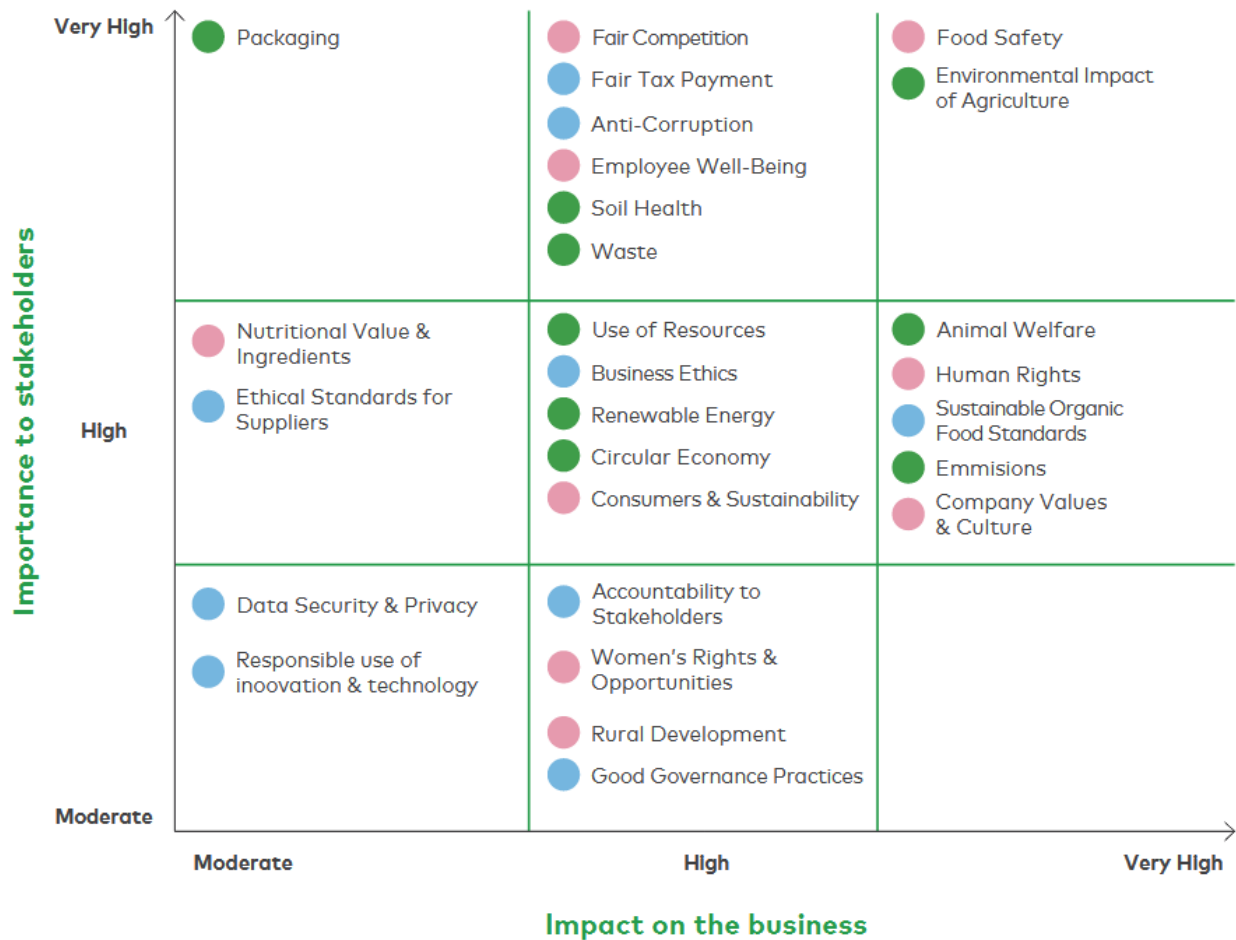 Very HIgh
Packaging
Fair Competition
Fair Tax Payment
Anti-Corruption
Employee Well-Being
Soil Health
Waste
Food Safety
Environmental Impact
of Agriculture
Importance to stakeholders
HIgh
Nutritional Value &
Ingredients
Ethical Standards for
Suppliers
Use of Resources
Business Ethics
Renewable Energy
Circular Economy
Consumers & Sustainability
Animal Welfare
Human Rights
Sustainable Organic
Food Standards
Emmisions
Company Values
& Culture
Data Security & Privacy
Responsible use of
inoovation & technology
Accountability to
Stakeholders
Women's Rights &
Opportunities
Rural Development
Good Governance Practices
Moderate
Moderate
HIgh
Very HIgh
Impact on the business